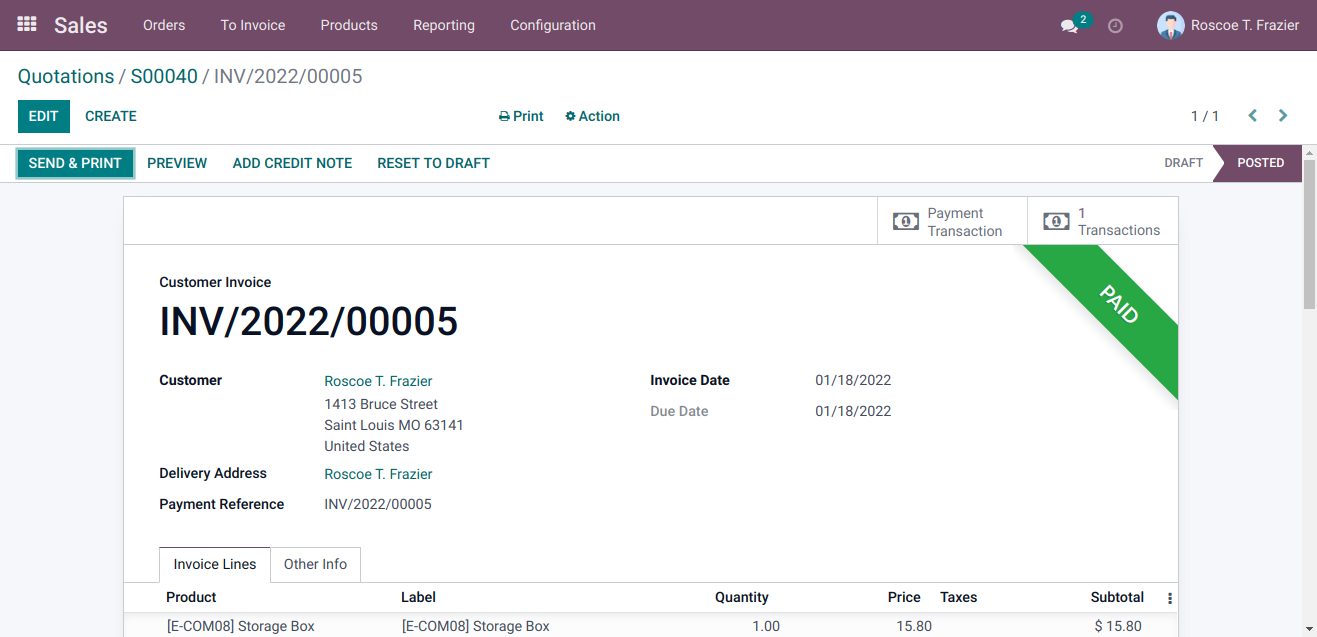 Sales Orders To Invoice Products Reporting Configuration 2 Roscoe T. Frazier
Quotations / S00040 / INV/2022/00005
EDIT CREATE Print Action 1 / 1
SEND & PRINT PREVIEW ADD CREDIT NOTE RESET TO DRAFT DRAFT POSTED
Payment
Transaction
1
Transactions
PAID
Customer Invoice
INV/2022/00005
Customer Roscoe T. Frazier Invoice Date 01/18/2022
1413 Bruce Street
Due Date 01/18/2022
Saint Louis MO 63141
United States
Delivery Address Roscoe T. Frazier
Payment Reference INV/2022/00005
Invoice Lines Other Info
Product Label Quantity Price Taxes Subtotal
[E-COM08] Storage Box [E-COM08] Storage Box 1.00 15.80 $ 15.80